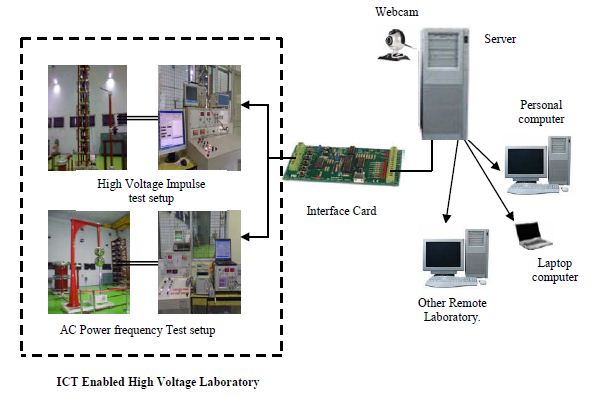 Webcam
Server
Personal
computer
High Voltage Impulse
test setup
Interface Card
Laptop
computer
Other Remote
Laboratory.
AC Power frequency Test setup
ICT Enabled High Voltage Laboratory